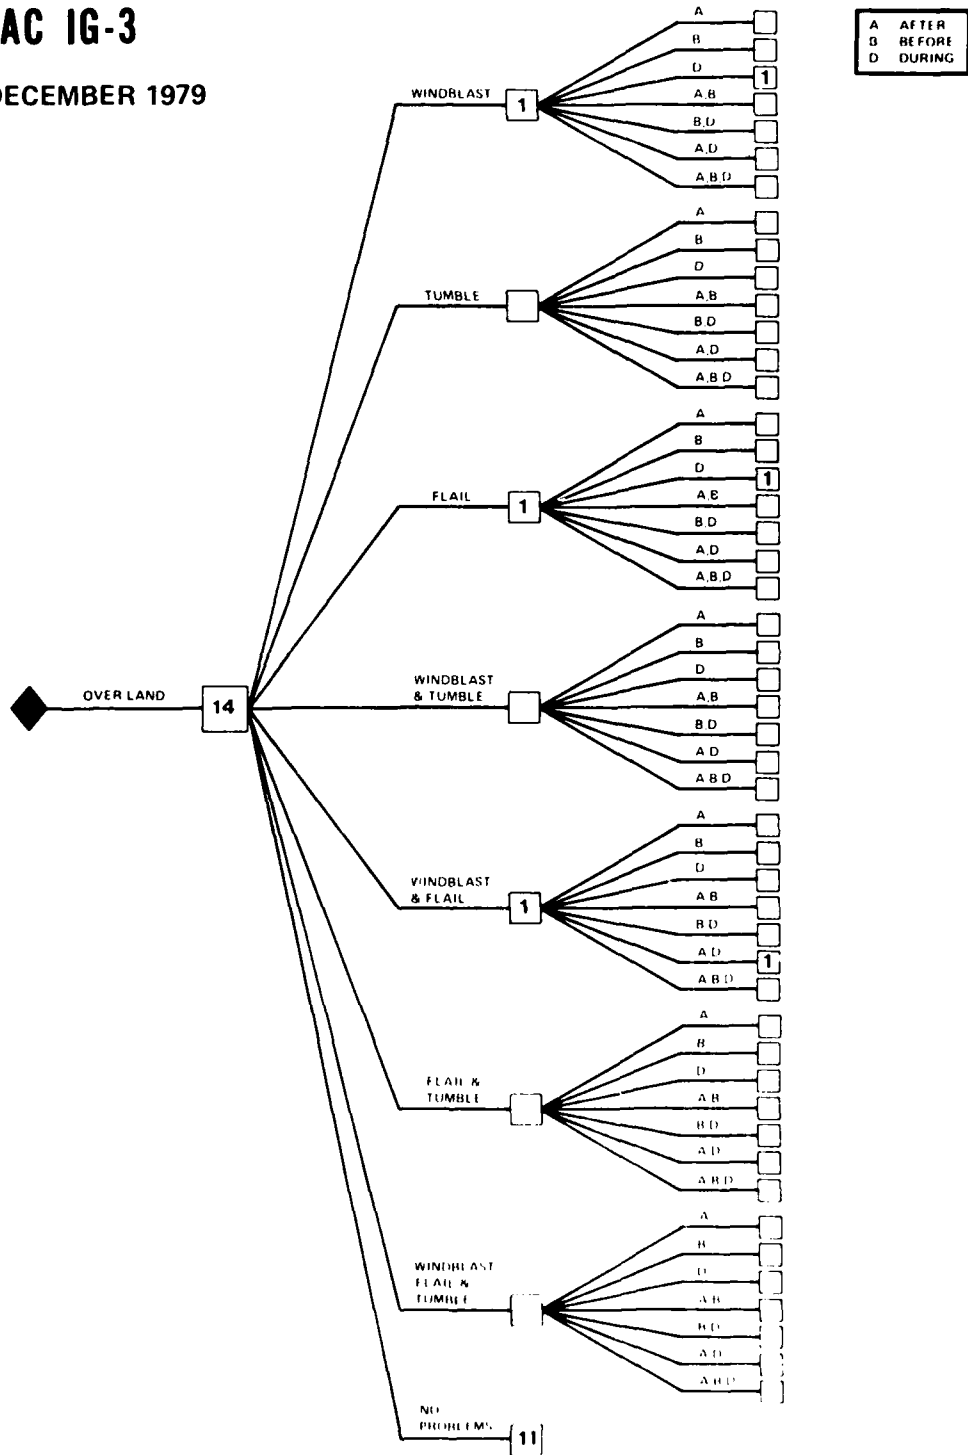 AC IG-3
DECEMBER 1979
A AFTER
B BEFORE
D DURING
WINDBLAST
1
A
B
D
1
A,B
B,D
A,D
A,B,D
TUMBLE
A
B
D
A,B
B,D
A,D
A,B,D
FLAIL
1
A
B
D
1
A,B
B,D
A,D
A,B,D
OVER LAND
14
WINDBLAST
& TUMBLE
A
B
D
A,B
B,D
A,D
A,B,D
WINDBLAST
& FLAIL
1
A
B
D
A,B
B,D
A,D
1
A,B,D
FLAIL &
TUMBLE
A
B
D
A,B
B,D
A,D
A,B,D
WINDBLAST
FLAIL &
TUMBLE
A
B
D
A,B
B,D
A,D
A,B,D
NO
PROBLEMS
11